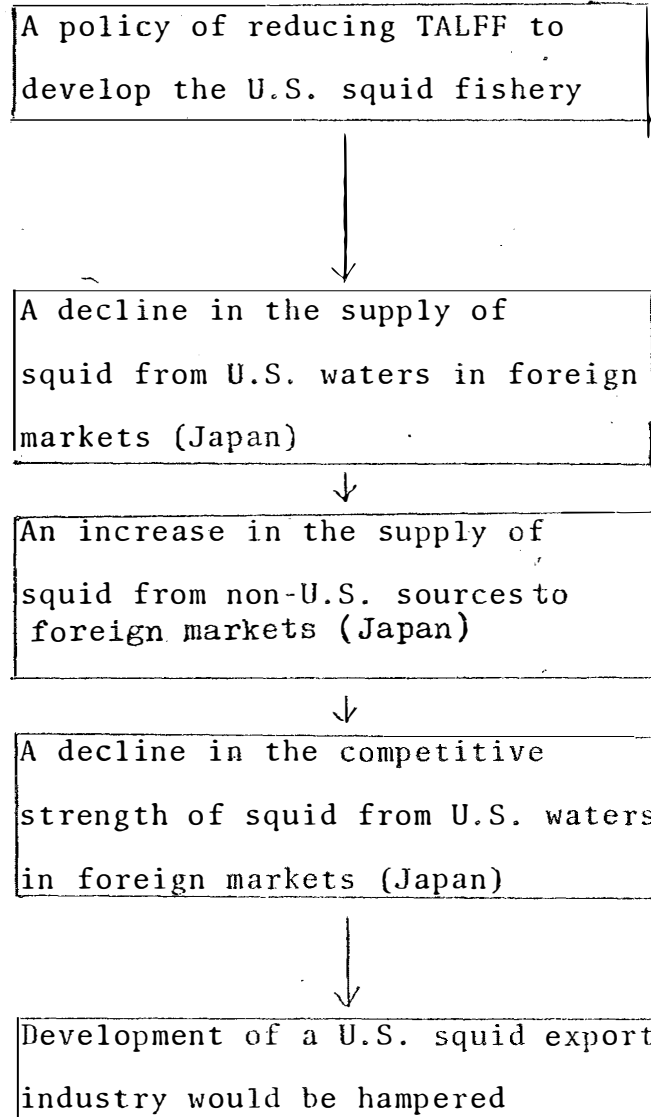 A policy of reducing TALFF to
develop the U.S. squid fishery
A decline in the supply of
squid from U.S. waters in foreign
markets (Japan)
An increase in the supply of
squid from non-U.S. sources to
foreign markets (Japan)
A decline in the competitive
strength of squid from U.S. waters
in foreign markets (Japan)
Development of a U.S. squid export
industry would be hampered